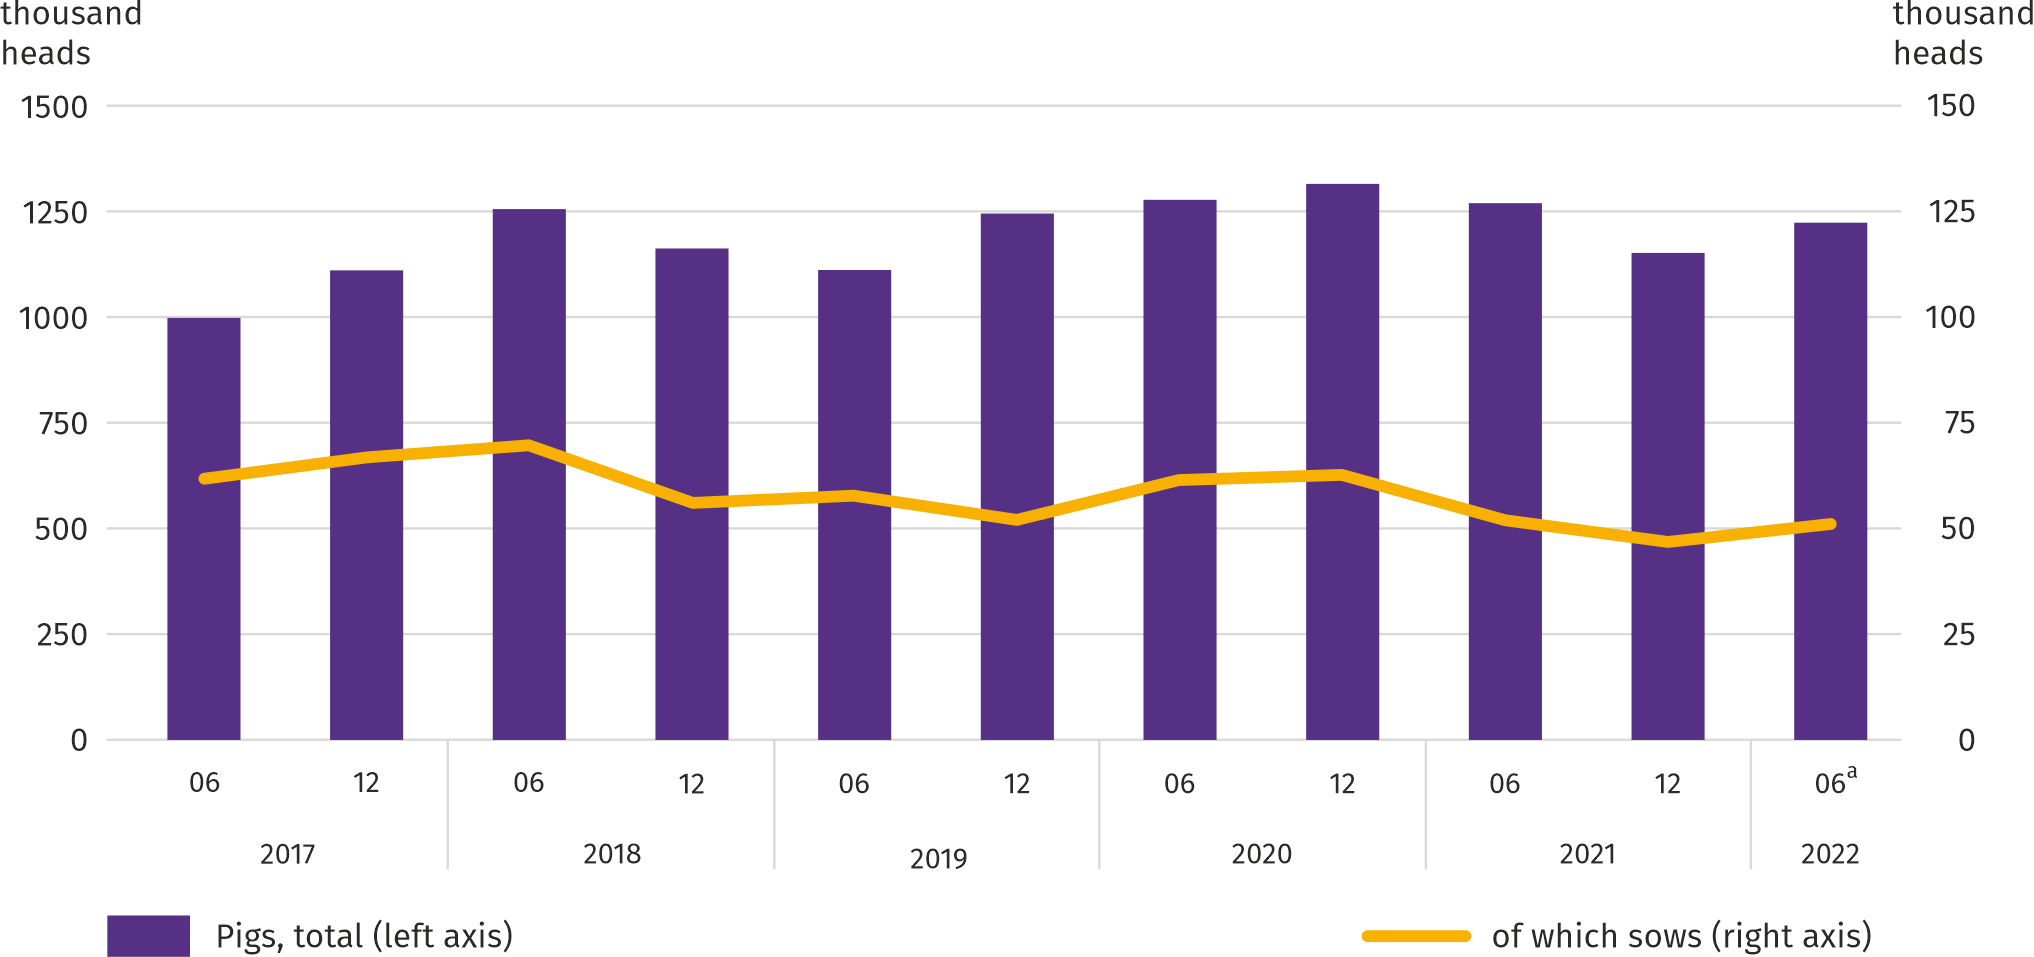 thousand
heads
thousand
heads
1500
1250
1000
750
500
250
0
150
125
100
75
50
25
0
06 12 06 12 06 12 06 12 06 12 06ᵃ
2017 2018 2019 2020 2021 2022
Pigs, total (left axis)
of which sows (right axis)